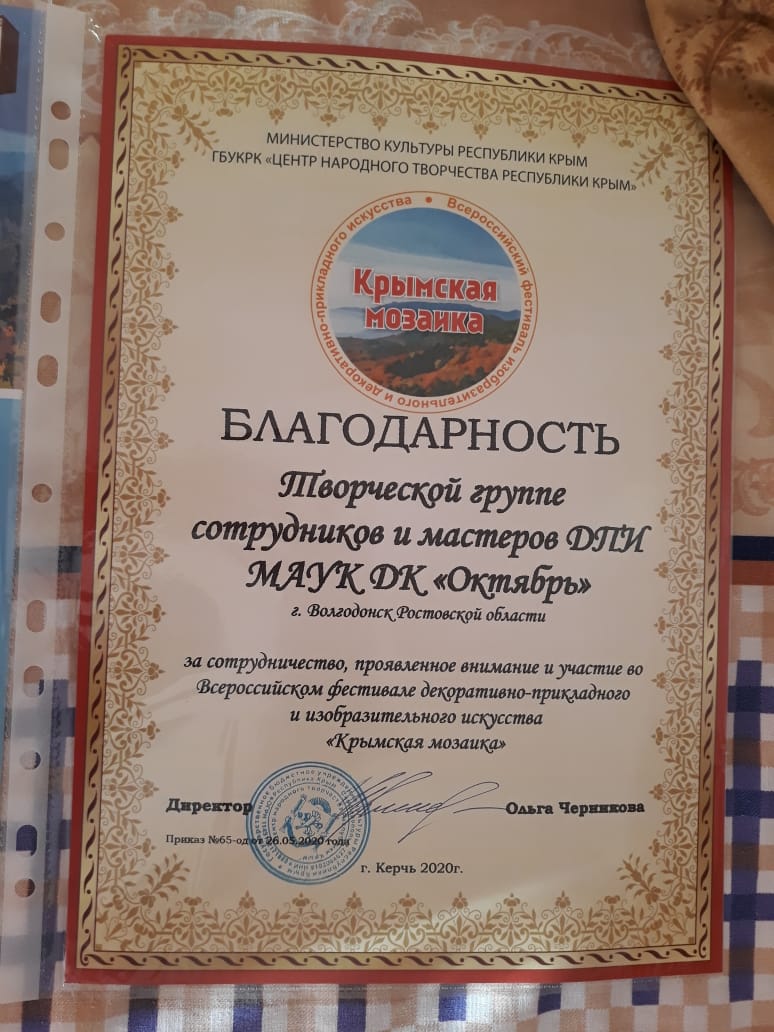 МИНИСТЕРСТВО КУЛЬТУРЫ РЕСПУБЛИКИ КРЫМ
ГБУКРК «ЦЕНТР НАРОДНОГО ТВОРЧЕСТВА РЕСПУБЛИКИ КРЫМ»
Всероссийский фестиваль изобразительного и декоративно-прикладного искусства
Крымская
мозаика
БЛАГОДАРНОСТЬ
Творческой группе
сотрудников и мастеров ДПИ
МАУК ДК «Октябрь»
г. Волгодонск Ростовской области
за сотрудничество, проявленное внимание и участие во
Всероссийском фестивале декоративно-прикладного
и изобразительного искусства
«Крымская мозаика»
Директор
Ольга Черникова
Приказ №65-од от 26.05.2020 года
г. Керчь 2020г.